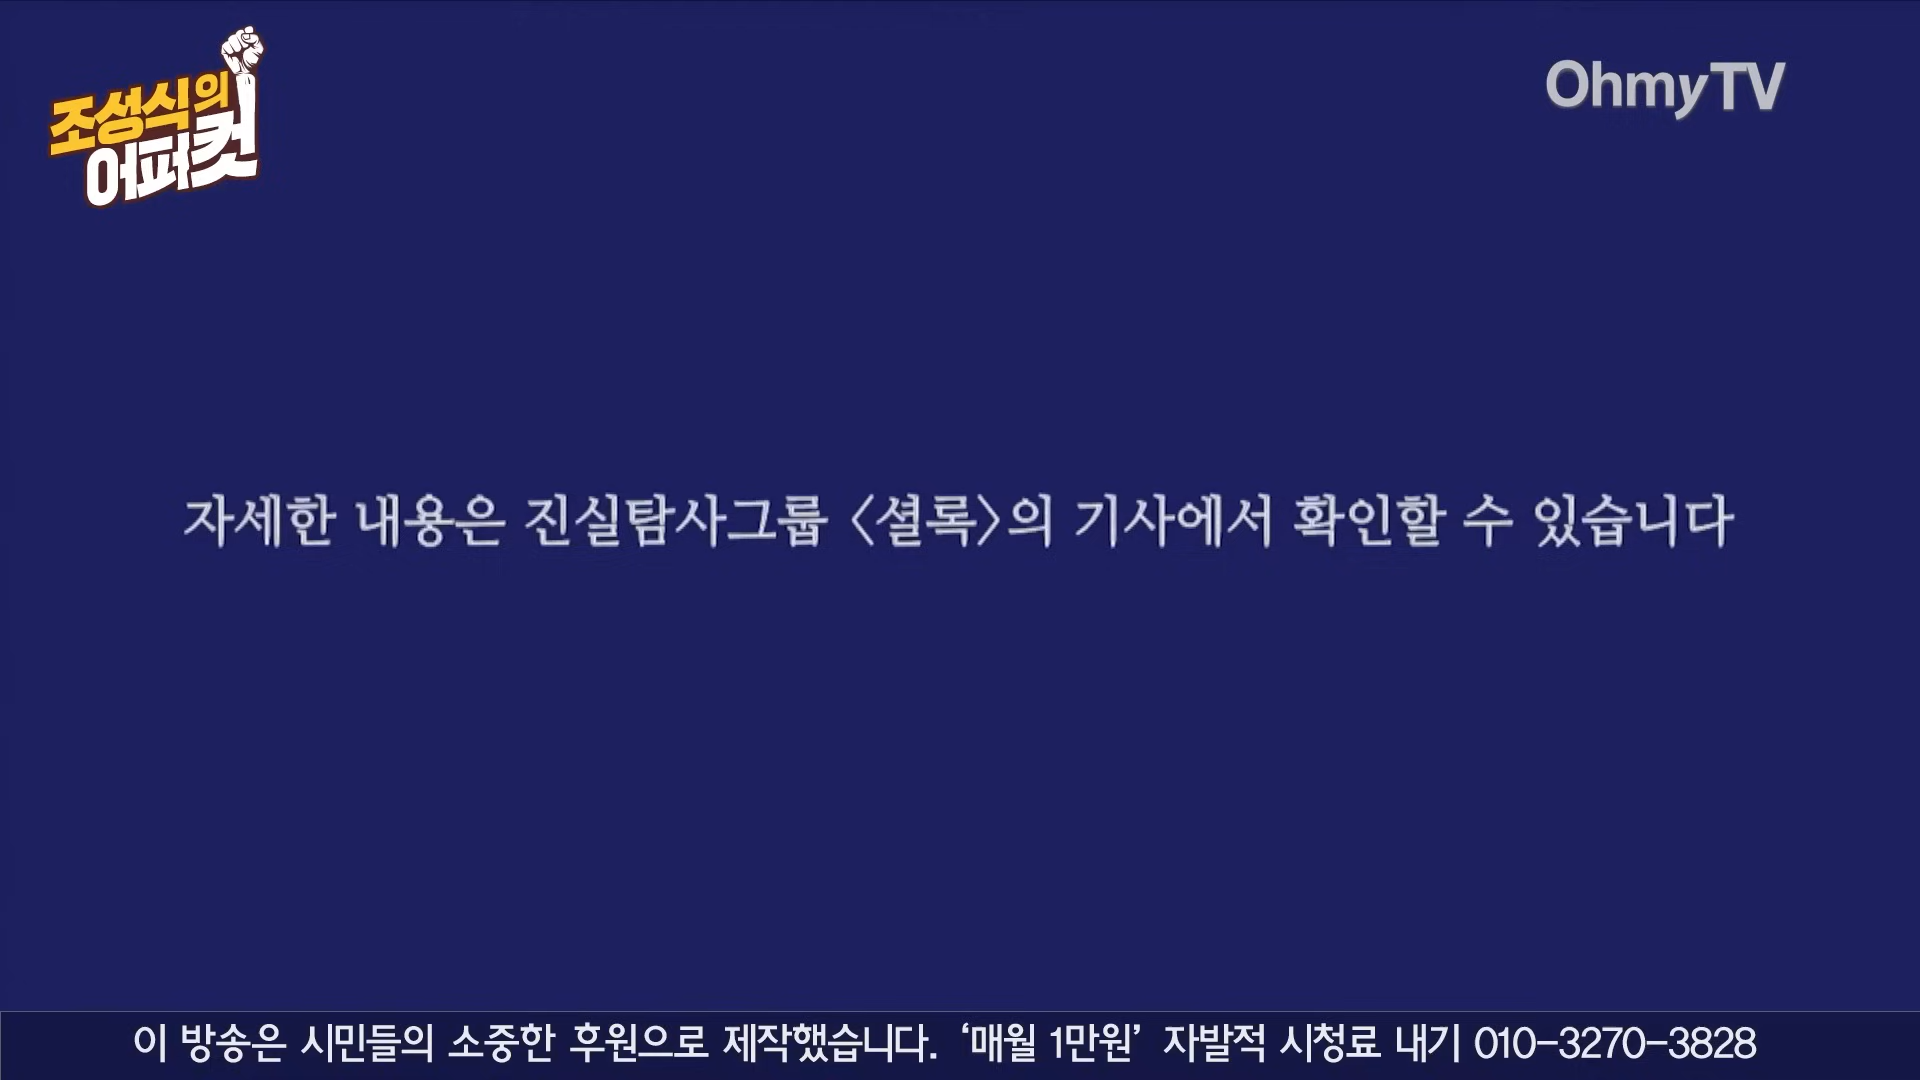 조성식의
어퍼컷
OhmyTV
자세한 내용은 진실탐사그룹 〈셜록〉의 기사에서 확인할 수 있습니다
이 방송은 시민들의 소중한 후원으로 제작했습니다. ‘매월 1만원’ 자발적 시청료 내기 010-3270-3828